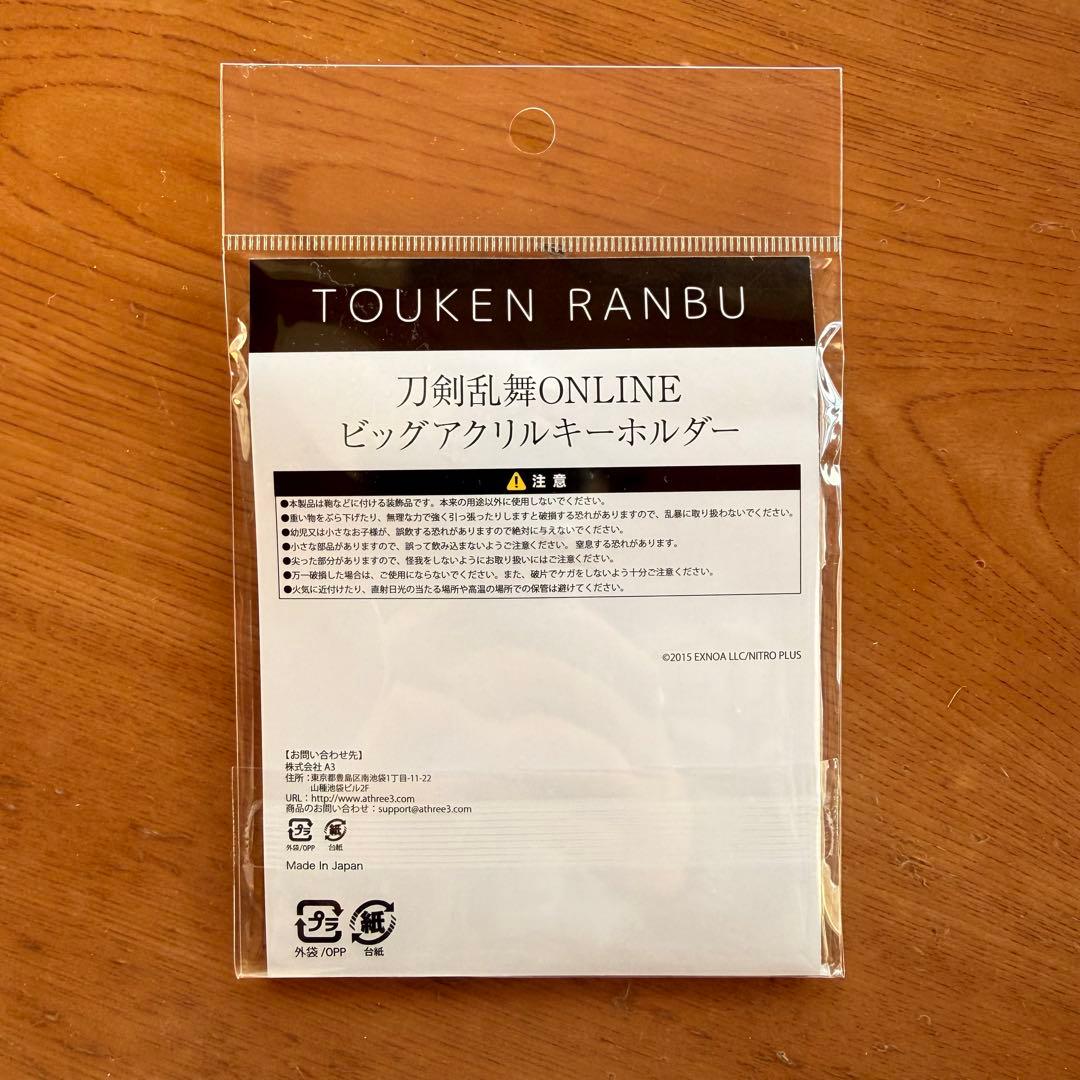 TOUKEN RANBU
刀剣乱舞ONLINE
ビッグアクリルキーホルダー
注意
●本製品は鞄などに付ける装飾品です。本来の用途以外に使用しないでください。
●重い物をぶら下げたり、無理な力で強く引っ張ったりしますと破損する恐れがありますので、乱暴に取り扱わないでください。
●幼児又は小さなお子様が、誤飲する恐れがありますので絶対に与えないでください。
●小さな部品がありますので、誤って飲み込まないようご注意ください。窒息する恐れがあります。
●尖った部分がありますので、怪我をしないようにお取り扱いにはご注意ください。
●万一破損した場合は、ご使用にならないでください。また、破片でケガをしないよう十分ご注意ください。
●火気に近付けたり、直射日光の当たる場所や高温の場所での保管は避けてください。
©2015 EXNOA LLC/NITRO PLUS
【お問い合わせ先】
株式会社 A3
住所：東京都豊島区南池袋1丁目-11-22
山種池袋ビル2F
URL：http://www.athree3.com
商品のお問い合わせ：support@athree3.com
プラ 紙
外袋/OPP 台紙
Made In Japan
プラ 紙
外袋/OPP 台紙